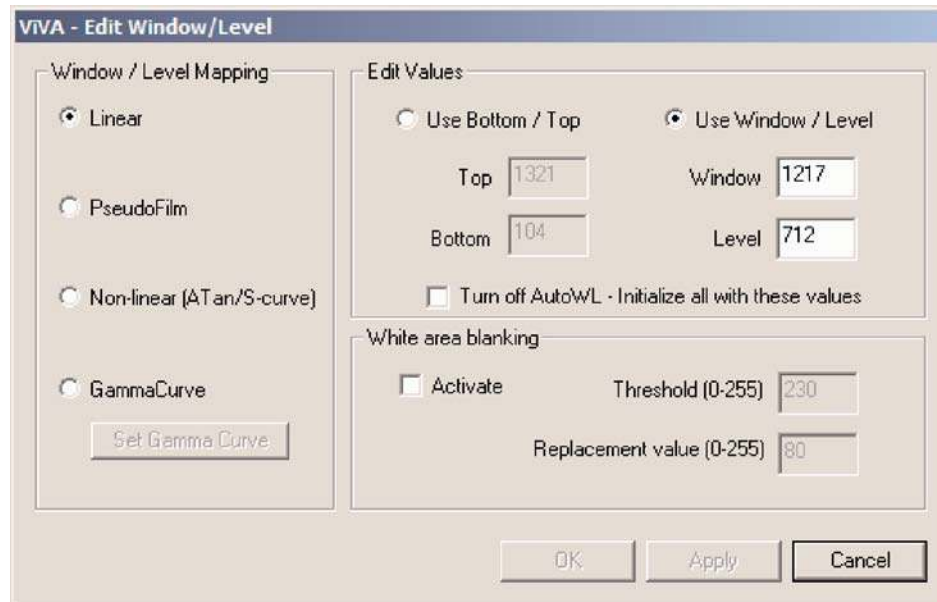 ViVA - Edit Window/Level
Window / Level Mapping
Linear
PseudoFilm
Non-linear (ATan/S-curve)
GammaCurve
Set Gamma Curve
Edit Values
Use Bottom / Top
Use Window / Level
Top 1321
Window 1217
Bottom 104
Level 712
Turn off AutoWL - Initialize all with these values
White area blanking
Activate
Threshold (0-255) 230
Replacement value (0-255) 80
OK
Apply
Cancel